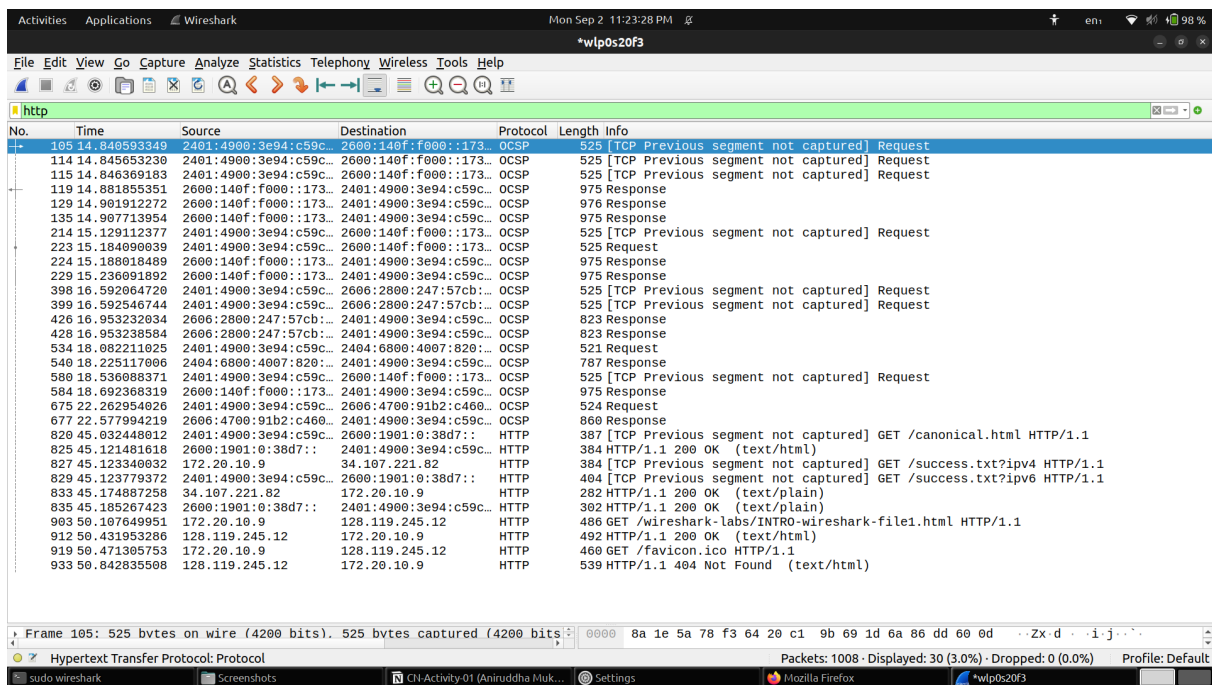 Activities Applications Wireshark Mon Sep 2 11:23:28 PM en₁ 98 %
*wlp0s20f3
File Edit View Go Capture Analyze Statistics Telephony Wireless Tools Help
http
No. Time Source Destination Protocol Length Info
105 14.840593349 2401:4900:3e94:c59c… 2600:140f:f000::173… OCSP 525 [TCP Previous segment not captured] Request
114 14.845653230 2401:4900:3e94:c59c… 2600:140f:f000::173… OCSP 525 [TCP Previous segment not captured] Request
115 14.846369183 2401:4900:3e94:c59c… 2600:140f:f000::173… OCSP 525 [TCP Previous segment not captured] Request
119 14.881855351 2600:140f:f000::173… 2401:4900:3e94:c59c… OCSP 975 Response
129 14.901912272 2600:140f:f000::173… 2401:4900:3e94:c59c… OCSP 976 Response
135 14.907713954 2600:140f:f000::173… 2401:4900:3e94:c59c… OCSP 975 Response
214 15.129112377 2401:4900:3e94:c59c… 2600:140f:f000::173… OCSP 525 [TCP Previous segment not captured] Request
223 15.184090039 2401:4900:3e94:c59c… 2600:140f:f000::173… OCSP 525 Request
224 15.188018489 2600:140f:f000::173… 2401:4900:3e94:c59c… OCSP 975 Response
229 15.236091892 2600:140f:f000::173… 2401:4900:3e94:c59c… OCSP 975 Response
398 16.592064720 2401:4900:3e94:c59c… 2606:2800:247:57cb:… OCSP 525 [TCP Previous segment not captured] Request
399 16.592546744 2401:4900:3e94:c59c… 2606:2800:247:57cb:… OCSP 525 [TCP Previous segment not captured] Request
426 16.953232034 2606:2800:247:57cb:… 2401:4900:3e94:c59c… OCSP 823 Response
428 16.953238584 2606:2800:247:57cb:… 2401:4900:3e94:c59c… OCSP 823 Response
534 18.082211025 2401:4900:3e94:c59c… 2404:6800:4007:820:… OCSP 521 Request
540 18.225117006 2404:6800:4007:820:… 2401:4900:3e94:c59c… OCSP 787 Response
580 18.536088371 2401:4900:3e94:c59c… 2600:140f:f000::173… OCSP 525 [TCP Previous segment not captured] Request
584 18.692368319 2600:140f:f000::173… 2401:4900:3e94:c59c… OCSP 975 Response
675 22.262954026 2401:4900:3e94:c59c… 2606:4700:91b2:c460… OCSP 524 Request
677 22.577994219 2606:4700:91b2:c460… 2401:4900:3e94:c59c… OCSP 860 Response
820 45.032448012 2401:4900:3e94:c59c… 2600:1901:0:38d7:: HTTP 387 [TCP Previous segment not captured] GET /canonical.html HTTP/1.1
825 45.121481618 2600:1901:0:38d7:: 2401:4900:3e94:c59c… HTTP 384 HTTP/1.1 200 OK (text/html)
827 45.123340032 172.20.10.9 34.107.221.82 HTTP 384 [TCP Previous segment not captured] GET /success.txt?ipv4 HTTP/1.1
829 45.123779372 2401:4900:3e94:c59c… 2600:1901:0:38d7:: HTTP 404 [TCP Previous segment not captured] GET /success.txt?ipv6 HTTP/1.1
833 45.174887258 34.107.221.82 172.20.10.9 HTTP 282 HTTP/1.1 200 OK (text/plain)
835 45.185267423 2600:1901:0:38d7:: 2401:4900:3e94:c59c… HTTP 302 HTTP/1.1 200 OK (text/plain)
903 50.107649951 172.20.10.9 128.119.245.12 HTTP 486 GET /wireshark-labs/INTRO-wireshark-file1.html HTTP/1.1
912 50.431953286 128.119.245.12 172.20.10.9 HTTP 492 HTTP/1.1 200 OK (text/html)
919 50.471305753 172.20.10.9 128.119.245.12 HTTP 460 GET /favicon.ico HTTP/1.1
933 50.842835508 128.119.245.12 172.20.10.9 HTTP 539 HTTP/1.1 404 Not Found (text/html)
Frame 105: 525 bytes on wire (4200 bits), 525 bytes captured (4200 bits 0000 8a 1e 5a 78 f3 64 20 c1 9b 69 1d 6a 86 dd 60 0d ··Zx·d · ·i·j··`·
Hypertext Transfer Protocol: Protocol Packets: 1008 · Displayed: 30 (3.0%) · Dropped: 0 (0.0%) Profile: Default
sudo wireshark Screenshots CN-Activity-01 (Aniruddha Muk… Settings Mozilla Firefox *wlp0s20f3